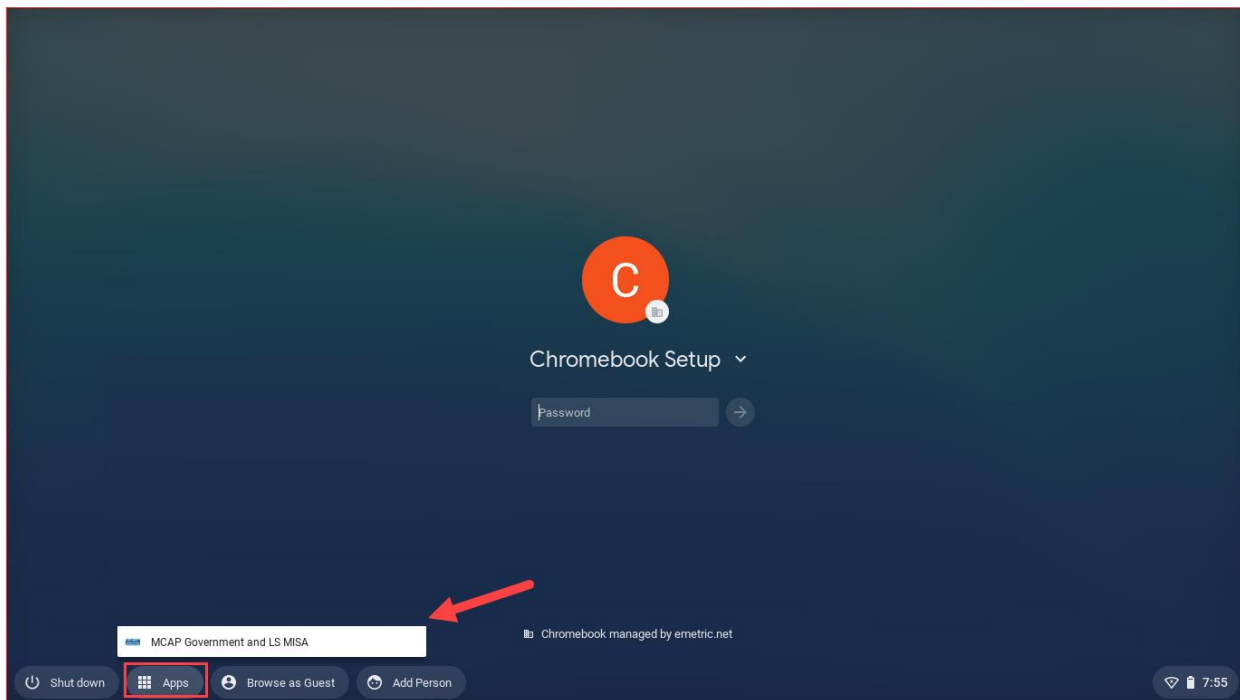 C
Chromebook Setup
Password
MCAP Government and LS MISA
Chromebook managed by emetric.net
Shut down
Apps
Browse as Guest
Add Person
7:55